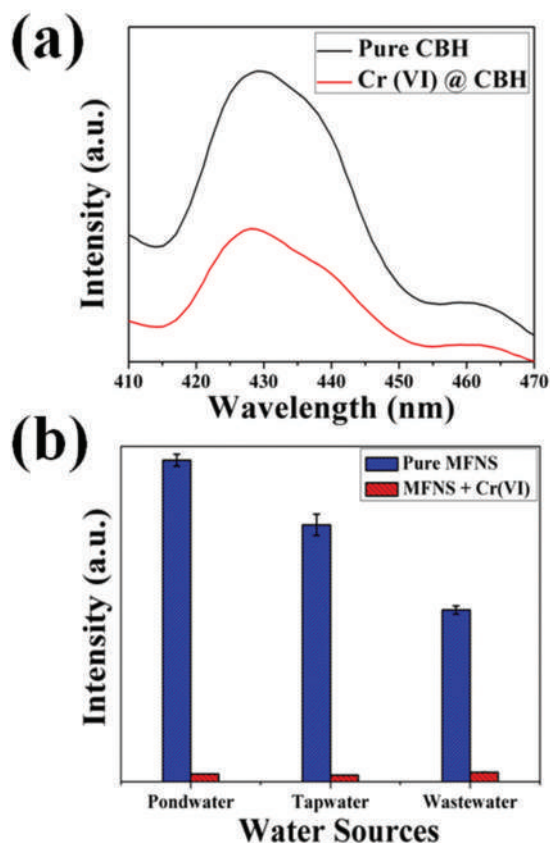 (a)
Pure CBH
Cr (VI) @ CBH
Intensity (a.u.)
410 420 430 440 450 460 470
Wavelength (nm)
(b)
Pure MFNS
MFNS + Cr(VI)
Intensity (a.u.)
Pondwater Tapwater Wastewater
Water Sources